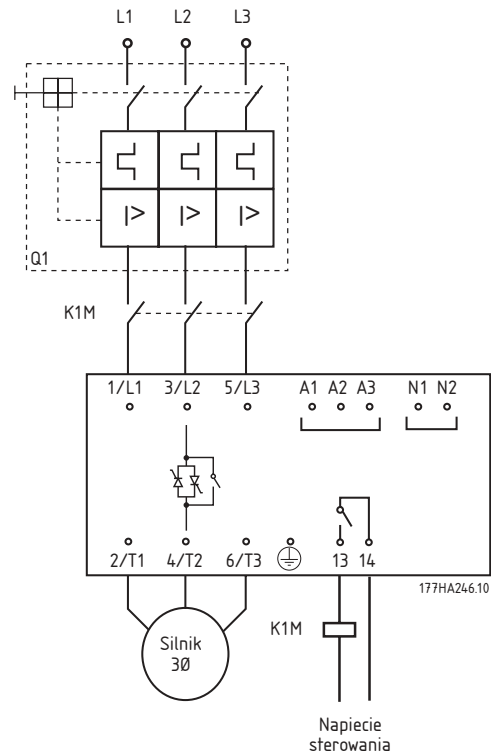 L1 L2 L3
I> I> I>
Q1
K1M
1/L1 3/L2 5/L3 A1 A2 A3 N1 N2
2/T1 4/T2 6/T3 13 14
177HA246.10
Silnik
3Ø
K1M
Napiecie
sterowania